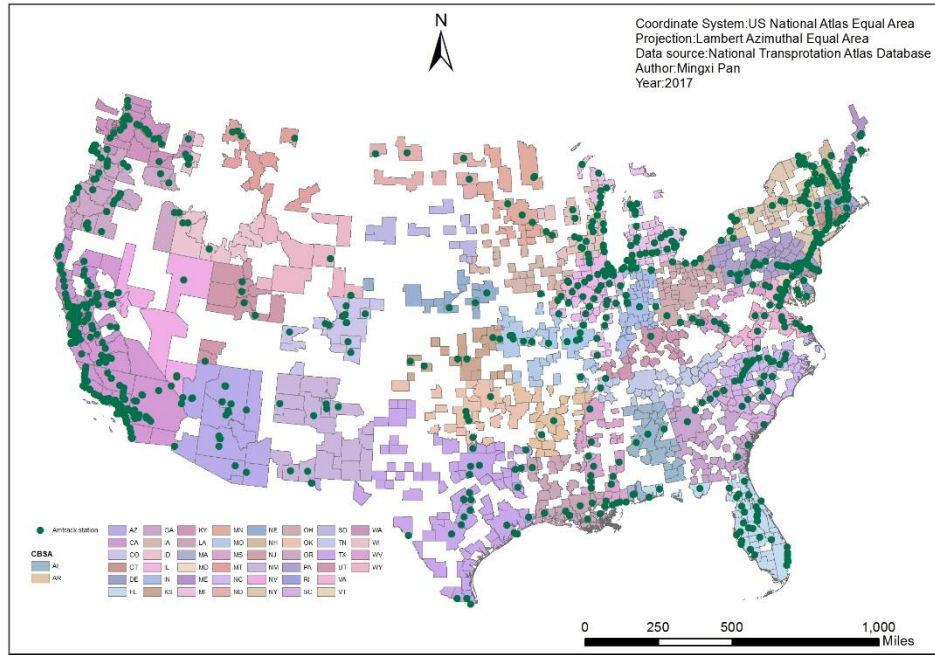 N
Coordinate System:US National Atlas Equal Area
Projection:Lambert Azimuthal Equal Area
Data source:National Transprotation Atlas Database
Author:Mingxi Pan
Year:2017
Amtrack station
CBSA
AL
AR
AZ
CA
CO
CT
DE
FL
GA
IA
ID
IL
IN
KS
KY
LA
MA
MD
ME
MI
MN
MO
MS
MT
NC
ND
NE
NH
NJ
NM
NV
NY
OH
OK
OR
PA
RI
SC
SD
TN
TX
UT
VA
VT
WA
WI
WV
WY
0 250 500 1,000
Miles